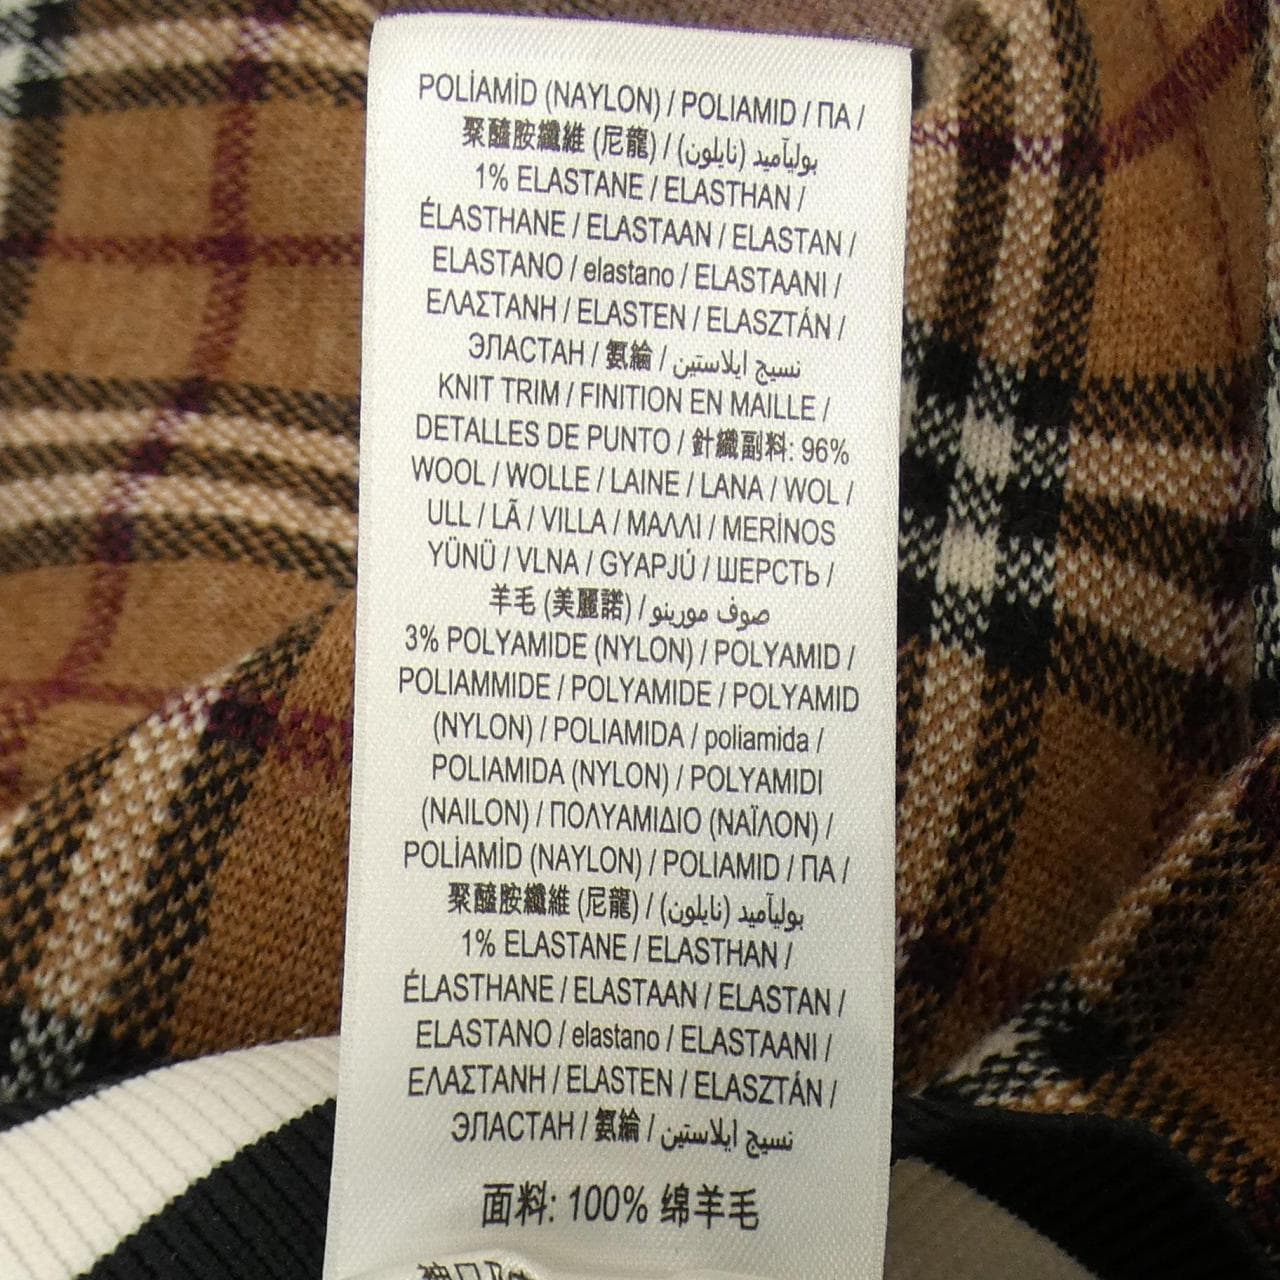 POLİAMİD (NAYLON) / POLIAMID / ПА /
聚醯胺纖維 (尼龍) / بوليآميد (نايلون)
1% ELASTANE / ELASTHAN /
ÉLASTHANE / ELASTAAN / ELASTAN /
ELASTANO / elastano / ELASTAANI /
ΕΛΑΣΤΑΝΗ / ELASTEN / ELASZTÁN /
ЭЛАСТАН / 氨綸 / نسيج ايلاستين
KNIT TRIM / FINITION EN MAILLE /
DETALLES DE PUNTO / 針織副料: 96%
WOOL / WOLLE / LAINE / LANA / WOL /
ULL / LÃ / VILLA / ΜΑΛΛΙ / MERİNOS
YÜNÜ / VLNA / GYAPJÚ / ШЕРСТЬ /
羊毛 (美麗諾) / صوف مورينو
3% POLYAMIDE (NYLON) / POLYAMID /
POLIAMMIDE / POLYAMIDE / POLYAMID
(NYLON) / POLIAMIDA / poliamida /
POLIAMIDA (NYLON) / POLYAMIDI
(NAILON) / ΠΟΛΥΑΜΙΔΙΟ (ΝΑΪΛΟΝ) /
POLİAMİD (NAYLON) / POLIAMID / ПА /
聚醯胺纖維 (尼龍) / بوليآميد (نايلون)
1% ELASTANE / ELASTHAN /
ÉLASTHANE / ELASTAAN / ELASTAN /
ELASTANO / elastano / ELASTAANI /
ΕΛΑΣΤΑΝΗ / ELASTEN / ELASZTÁN /
ЭЛАСТАН / 氨綸 / نسيج ايلاستين
面料: 100% 绵羊毛